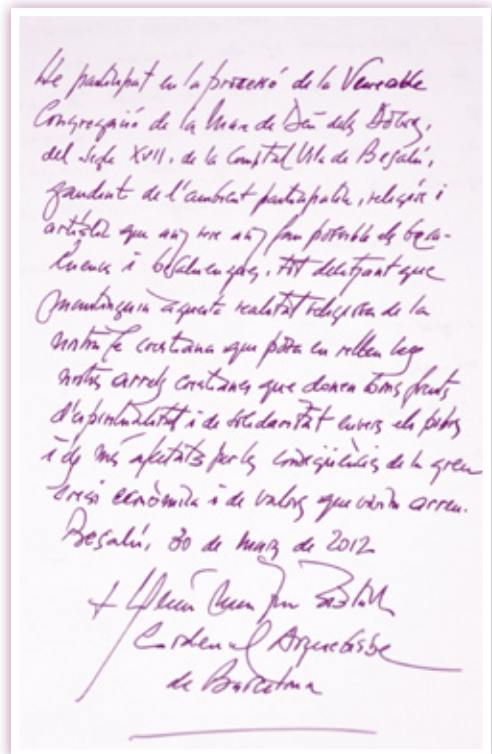 He participat en la processó de la Venerable
Congregació de la Mare de Déu dels Dolors,
del segle XVII, de la Comptal Vila de Besalú,
gaudint de l'ambient participatiu, religiós i
artístic que any rere any fan possible els besa-
luencs i besaluenques, tot desitjant que
mantinguin aquesta realitat religiosa de la
nostra fe cristiana que posa en relleu les
nostres arrels cristianes que donen bons fruits
d'espiritualitat i de solidaritat envers els pobres
i els més afectats per les conseqüències de la greu
crisi econòmica i de valors que vivim arreu.
Besalú, 30 de març de 2012
+ Lluís
Cardenal Arquebisbe
de Barcelona